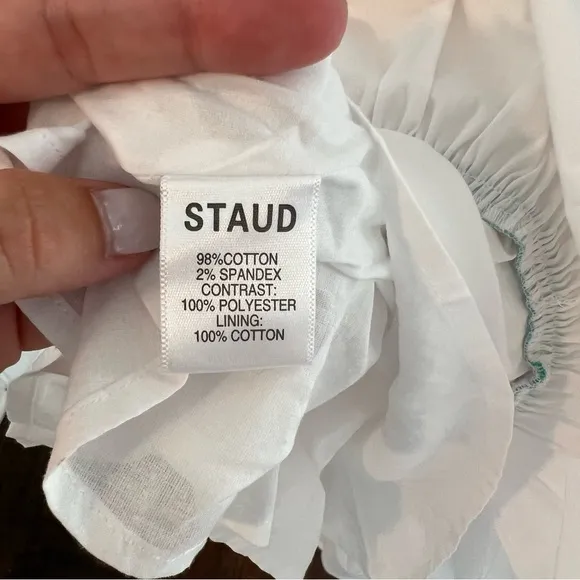 STAUD
98%COTTON
2% SPANDEX
CONTRAST:
100% POLYESTER
LINING:
100% COTTON